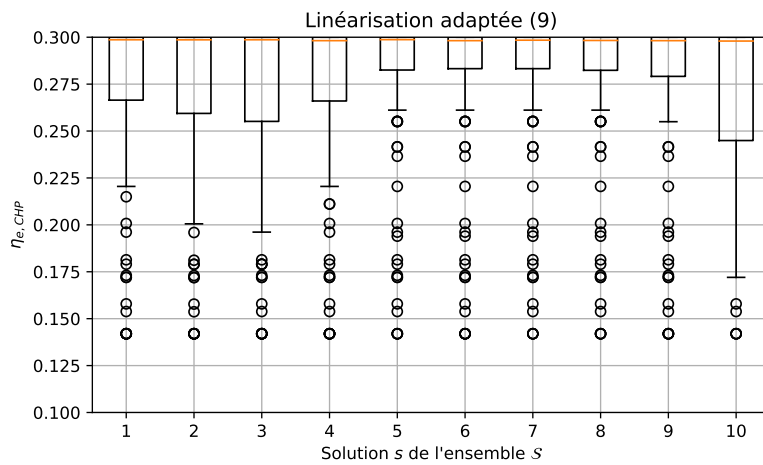 Linéarisation adaptée (9)
0.300
0.275
0.250
0.225
0.200
0.175
0.150
0.125
0.100
η_{e, CHP}
1 2 3 4 5 6 7 8 9 10
Solution s de l'ensemble 𝒮